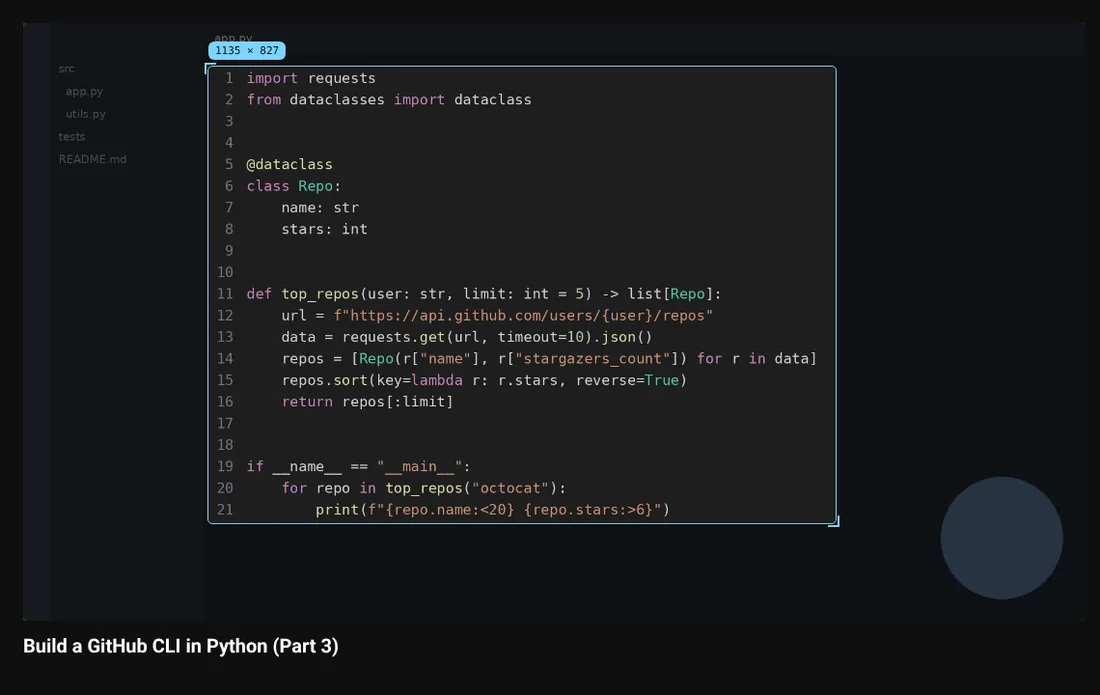 app.py
1135 × 827
src
app.py
utils.py
tests
README.md
1 import requests
2 from dataclasses import dataclass
3
4
5 @dataclass
6 class Repo:
7     name: str
8     stars: int
9
10
11 def top_repos(user: str, limit: int = 5) -> list[Repo]:
12     url = f"https://api.github.com/users/{user}/repos"
13     data = requests.get(url, timeout=10).json()
14     repos = [Repo(r["name"], r["stargazers_count"]) for r in data]
15     repos.sort(key=lambda r: r.stars, reverse=True)
16     return repos[:limit]
17
18
19 if __name__ == "__main__":
20     for repo in top_repos("octocat"):
21         print(f"{repo.name:<20} {repo.stars:>6}")
Build a GitHub CLI in Python (Part 3)